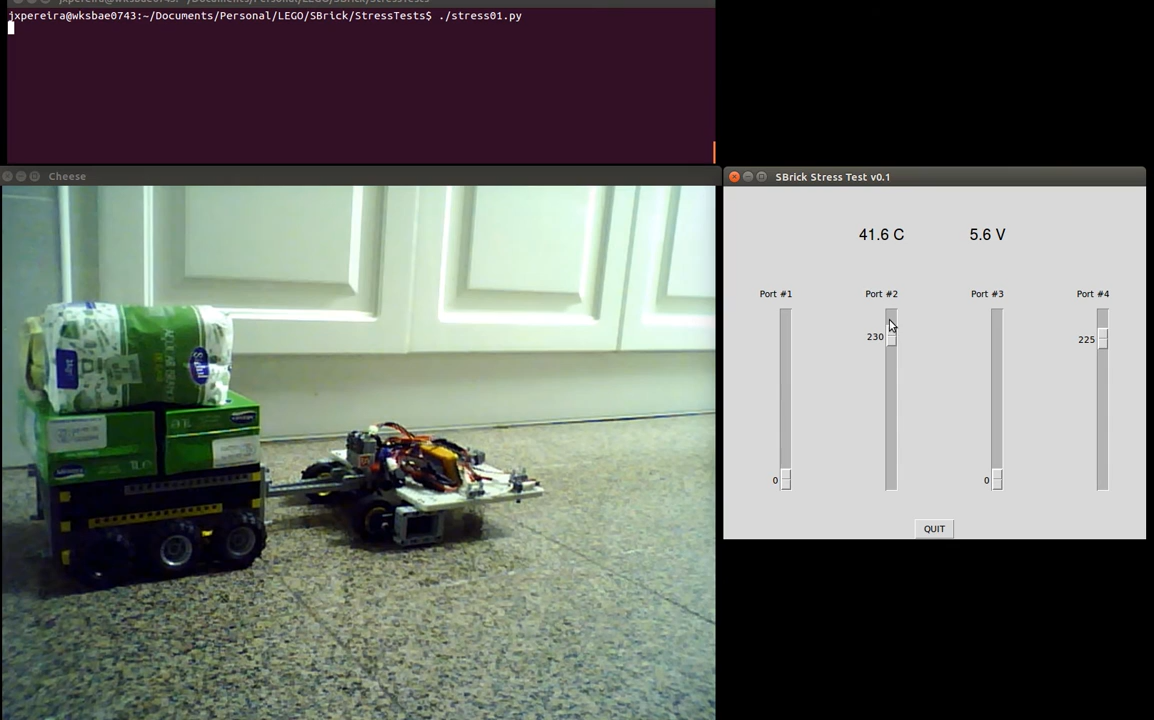 jxpereira@wksbae0743:~/Documents/Personal/LEGO/SBrick/StressTests$ ./stress01.py
Cheese
SBrick Stress Test v0.1
41.6 C
5.6 V
Port #1
Port #2
Port #3
Port #4
230
225
0
0
QUIT